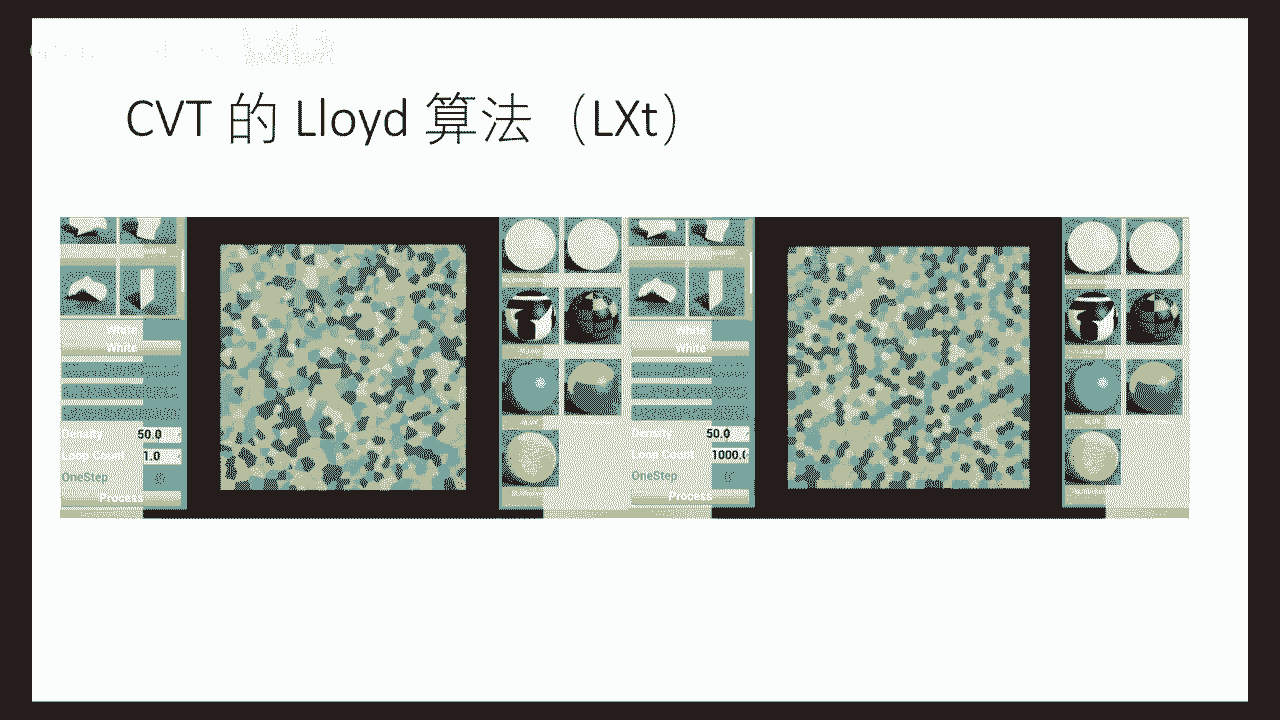 CVT 的 Lloyd 算法（LXt）
White
White
Density 50.0
Loop Count 1.0
OneStep
Process
White
White
Density 50.0
Loop Count 1000.0
OneStep
Process